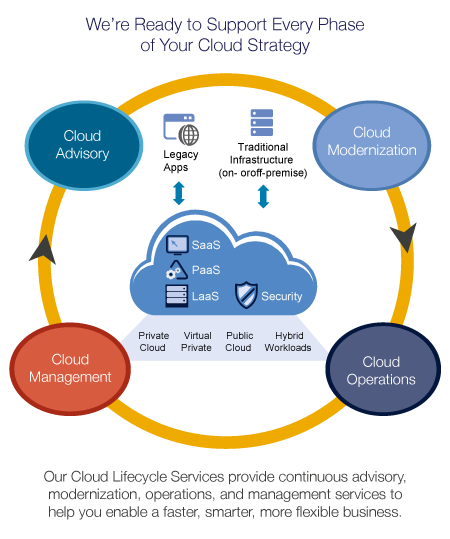 We're Ready to Support Every Phase
of Your Cloud Strategy
Cloud
Advisory
Legacy
Apps
Traditional
Infrastructure
(on- oroff-premise)
Cloud
Modernization
SaaS
PaaS
LaaS
Security
Private
Cloud
Virtual
Private
Public
Cloud
Hybrid
Workloads
Cloud
Management
Cloud
Operations
Our Cloud Lifecycle Services provide continuous advisory,
modernization, operations, and management services to
help you enable a faster, smarter, more flexible business.